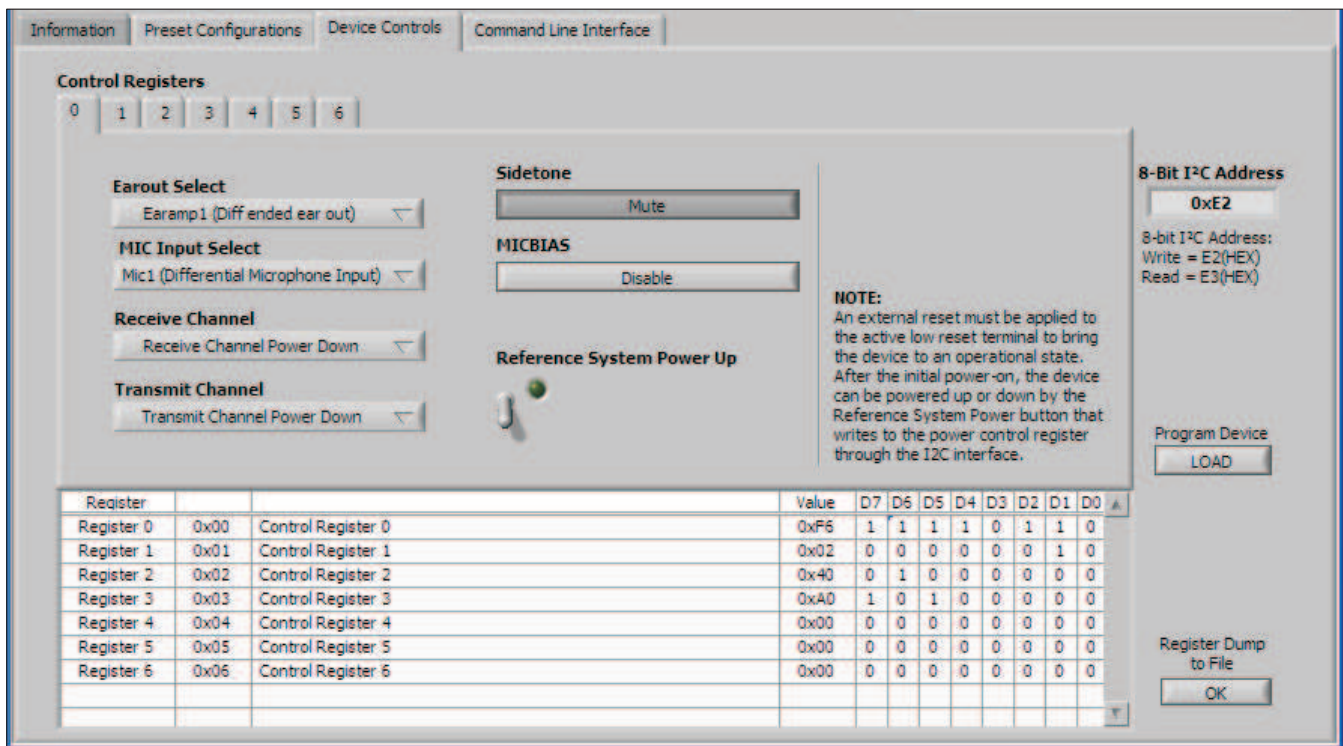 Information Preset Configurations Device Controls Command Line Interface
Control Registers
0 1 2 3 4 5 6
Earout Select
Earamp1 (Diff ended ear out)
MIC Input Select
Mic1 (Differential Microphone Input)
Receive Channel
Receive Channel Power Down
Transmit Channel
Transmit Channel Power Down
Sidetone
Mute
MICBIAS
Disable
Reference System Power Up
NOTE:
An external reset must be applied to
the active low reset terminal to bring
the device to an operational state.
After the initial power-on, the device
can be powered up or down by the
Reference System Power button that
writes to the power control register
through the I2C interface.
8-Bit I²C Address
0xE2
8-bit I²C Address:
Write = E2(HEX)
Read = E3(HEX)
Program Device
LOAD
Register Value D7 D6 D5 D4 D3 D2 D1 D0
Register 0 0x00 Control Register 0 0xF6 1 1 1 1 0 1 1 0
Register 1 0x01 Control Register 1 0x02 0 0 0 0 0 0 1 0
Register 2 0x02 Control Register 2 0x40 0 1 0 0 0 0 0 0
Register 3 0x03 Control Register 3 0xA0 1 0 1 0 0 0 0 0
Register 4 0x04 Control Register 4 0x00 0 0 0 0 0 0 0 0
Register 5 0x05 Control Register 5 0x00 0 0 0 0 0 0 0 0
Register 6 0x06 Control Register 6 0x00 0 0 0 0 0 0 0 0
Register Dump
to File
OK